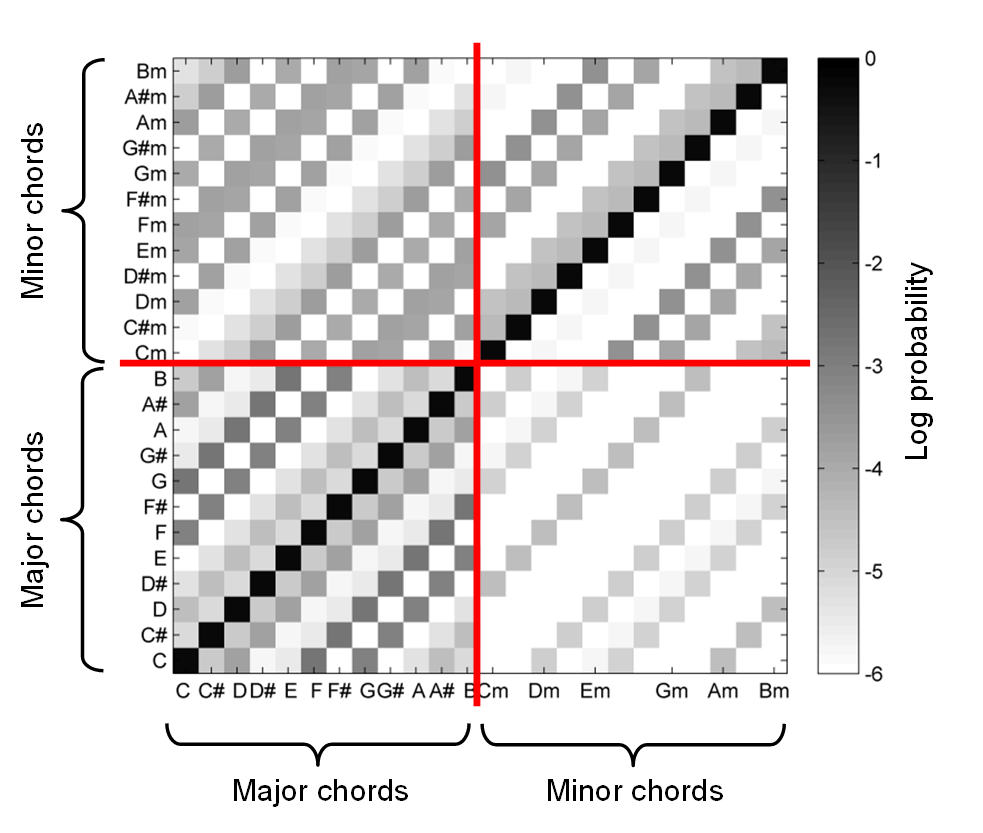 Minor chords
Major chords
Bm
A#m
Am
G#m
Gm
F#m
Fm
Em
D#m
Dm
C#m
Cm
B
A#
A
G#
G
F#
F
E
D#
D
C#
C
C C# D D# E F F# G G# A A# B Cm Dm Em Gm Am Bm
Major chords Minor chords
0
-1
-2
-3
-4
-5
-6
Log probability